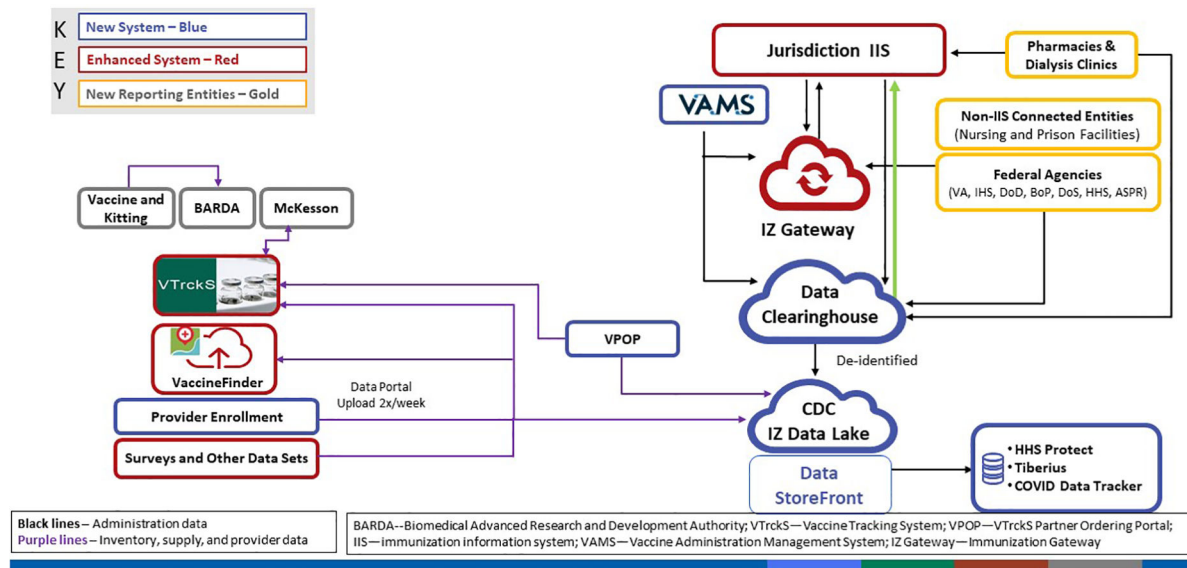 K
E
Y
New System – Blue
Enhanced System – Red
New Reporting Entities – Gold
Jurisdiction IIS
Pharmacies &
Dialysis Clinics
VAMS
Non-IIS Connected Entities
(Nursing and Prison Facilities)
Federal Agencies
(VA, IHS, DoD, BoP, DoS, HHS, ASPR)
IZ Gateway
Vaccine and
Kitting
BARDA
McKesson
VTrckS
Data
Clearinghouse
VPOP
De-identified
VaccineFinder
Data Portal
Upload 2x/week
Provider Enrollment
CDC
IZ Data Lake
Surveys and Other Data Sets
Data
StoreFront
• HHS Protect
• Tiberius
• COVID Data Tracker
Black lines – Administration data
Purple lines – Inventory, supply, and provider data
BARDA--Biomedical Advanced Research and Development Authority; VTrckS—Vaccine Tracking System; VPOP—VTrckS Partner Ordering Portal;
IIS—immunization information system; VAMS—Vaccine Administration Management System; IZ Gateway—Immunization Gateway